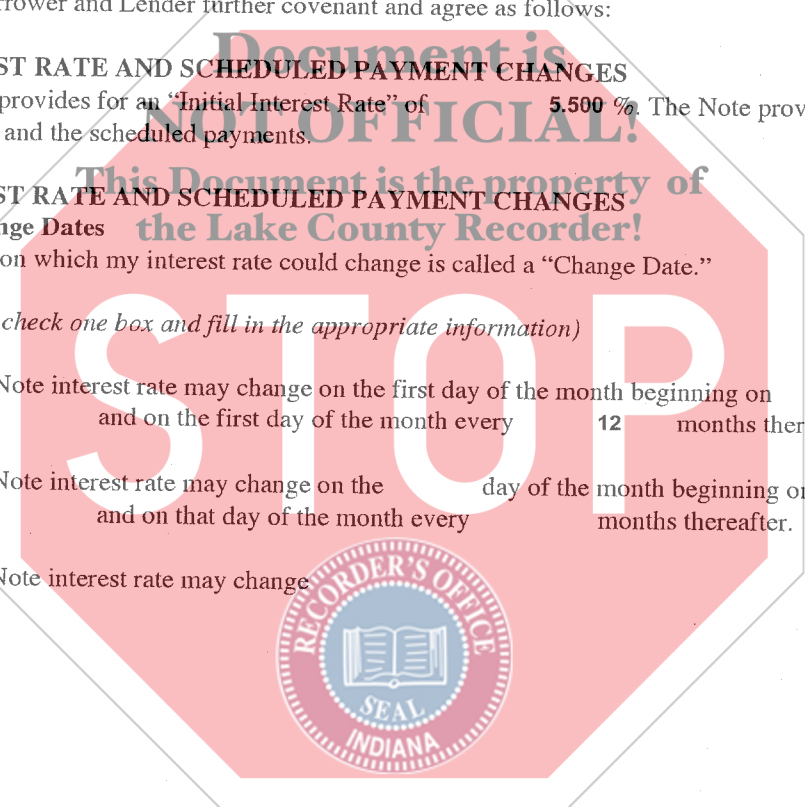 rrower and Lender further covenant and agree as follows:
Document is
ST RATE AND SCHEDULED PAYMENT CHANGES
provides for an “Initial Interest Rate” of 5.500 %. The Note prov
NOT OFFICIAL!
and the scheduled payments.
This Document is the property of
ST RATE AND SCHEDULED PAYMENT CHANGES
nge Dates
the Lake County Recorder!
on which my interest rate could change is called a “Change Date.”
STOP
check one box and fill in the appropriate information)
Note interest rate may change on the first day of the month beginning on
and on the first day of the month every 12 months ther
Note interest rate may change on the day of the month beginning on
and on that day of the month every months thereafter.
Note interest rate may change
RECORDER'S OFFICE
SEAL
INDIANA